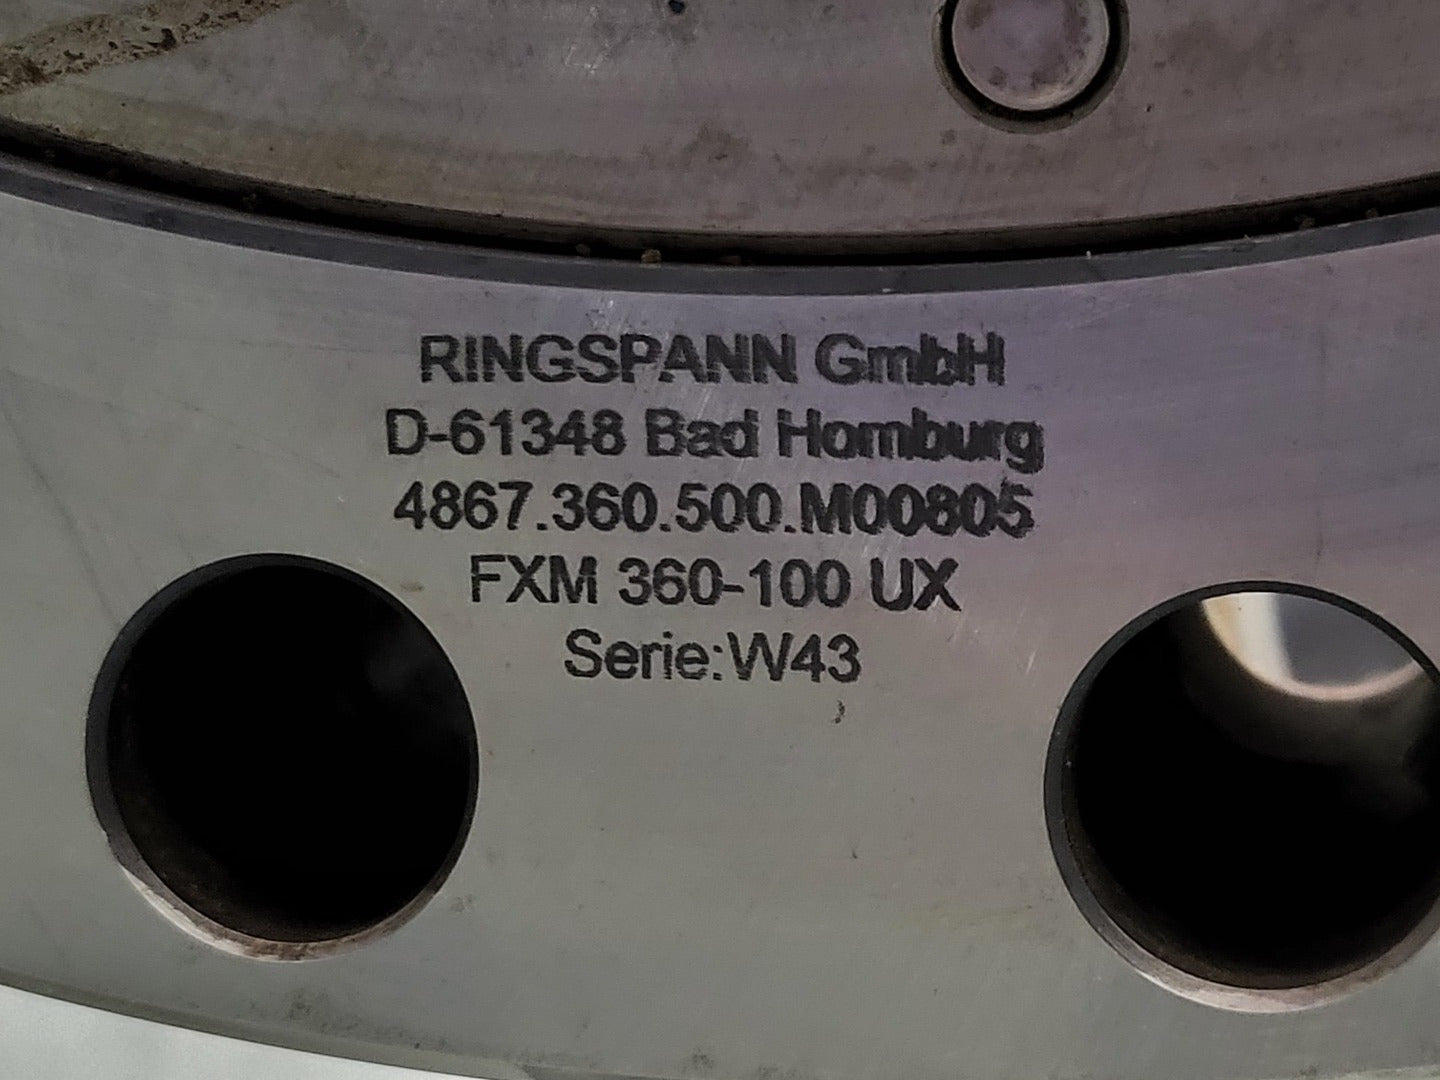 RINGSPANN GmbH
D-61348 Bad Homburg
4867.360.500.M00805
FXM 360-100 UX
Serie:W43